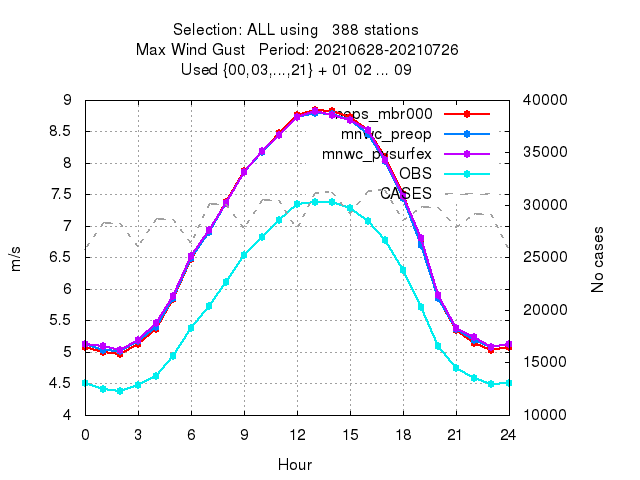 Selection: ALL using 388 stations
Max Wind Gust Period: 20210628-20210726
Used {00,03,...,21} + 01 02 ... 09
9
8.5
8
7.5
7
6.5
6
5.5
5
4.5
4
m/s
40000
35000
30000
25000
20000
15000
10000
No cases
meps_mbr000
mnwc_preop
mnwc_pysurfex
OBS
CASES
0 3 6 9 12 15 18 21 24
Hour